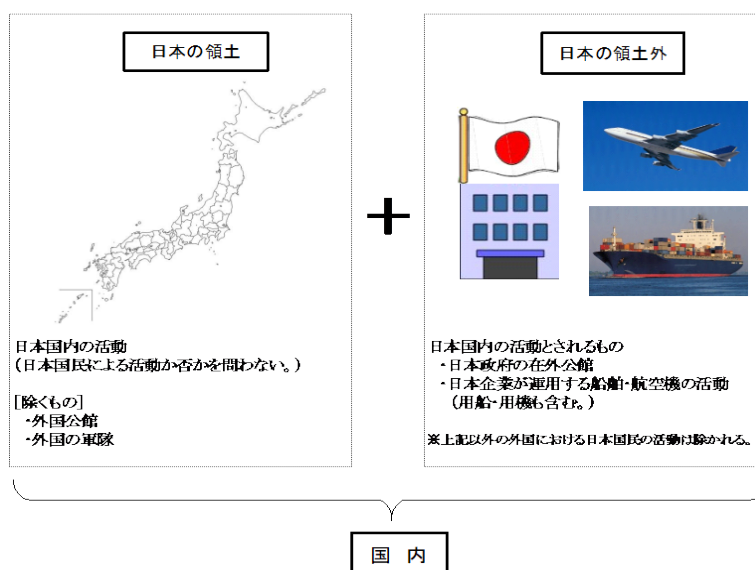 日本の領土
日本国内の活動
(日本国民による活動か否かを問わない。)
[除くもの]
・外国公館
・外国の軍隊
+
日本の領土外
日本国内の活動とされるもの
・日本政府の在外公館
・日本企業が運用する船舶・航空機の活動
(用船・用機も含む。)
※上記以外の外国における日本国民の活動は除かれる。
国 内